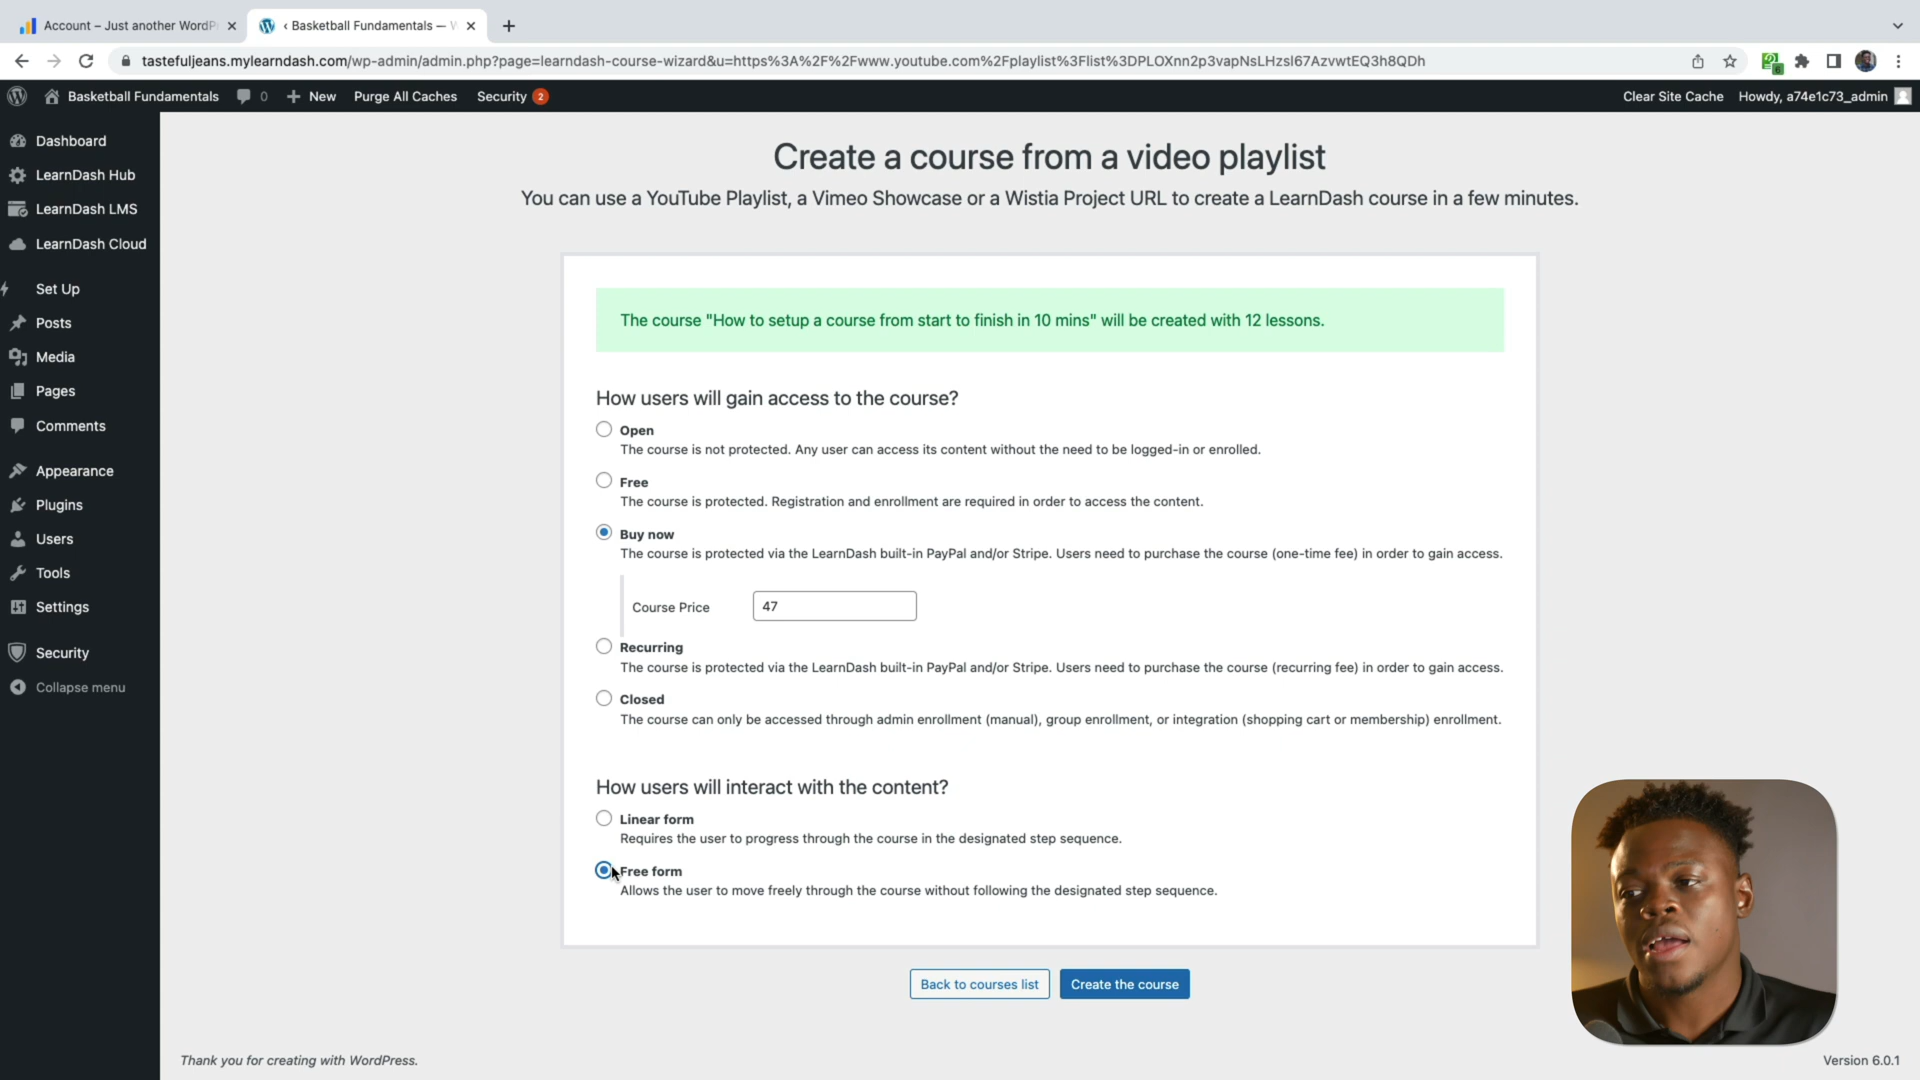 Account – Just another WordP
‹ Basketball Fundamentals — W
tastefuljeans.mylearndash.com/wp-admin/admin.php?page=learndash-course-wizard&u=https%3A%2F%2Fwww.youtube.com%2Fplaylist%3Flist%3DPLOXnn2p3vapNsLHzsl67AzvwtEQ3h8QDh
6
Basketball Fundamentals 0 New Purge All Caches Security 2 Clear Site Cache Howdy, a74e1c73_admin
Dashboard
LearnDash Hub
LearnDash LMS
LearnDash Cloud
Set Up
Posts
Media
Pages
Comments
Appearance
Plugins
Users
Tools
Settings
Security
Collapse menu
Create a course from a video playlist
You can use a YouTube Playlist, a Vimeo Showcase or a Wistia Project URL to create a LearnDash course in a few minutes.
The course "How to setup a course from start to finish in 10 mins" will be created with 12 lessons.
How users will gain access to the course?
Open
The course is not protected. Any user can access its content without the need to be logged-in or enrolled.
Free
The course is protected. Registration and enrollment are required in order to access the content.
Buy now
The course is protected via the LearnDash built-in PayPal and/or Stripe. Users need to purchase the course (one-time fee) in order to gain access.
Course Price 47
Recurring
The course is protected via the LearnDash built-in PayPal and/or Stripe. Users need to purchase the course (recurring fee) in order to gain access.
Closed
The course can only be accessed through admin enrollment (manual), group enrollment, or integration (shopping cart or membership) enrollment.
How users will interact with the content?
Linear form
Requires the user to progress through the course in the designated step sequence.
Free form
Allows the user to move freely through the course without following the designated step sequence.
Back to courses list
Create the course
Thank you for creating with WordPress.
Version 6.0.1